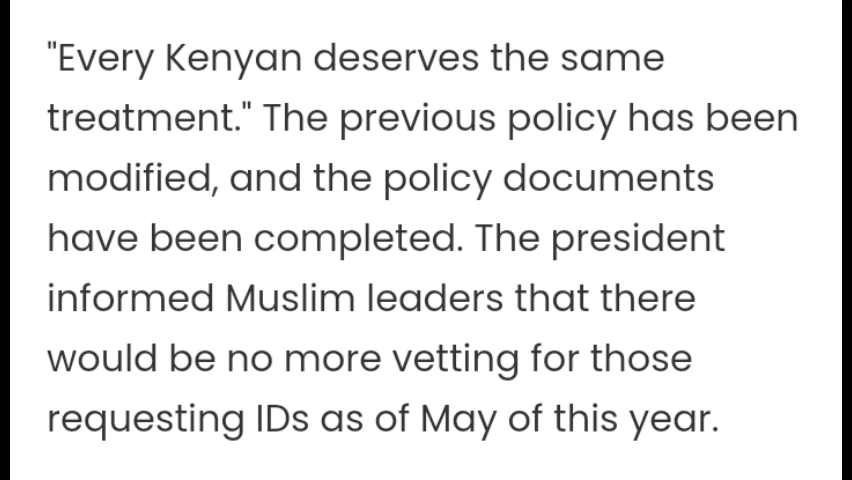 "Every Kenyan deserves the same
treatment." The previous policy has been
modified, and the policy documents
have been completed. The president
informed Muslim leaders that there
would be no more vetting for those
requesting IDs as of May of this year.